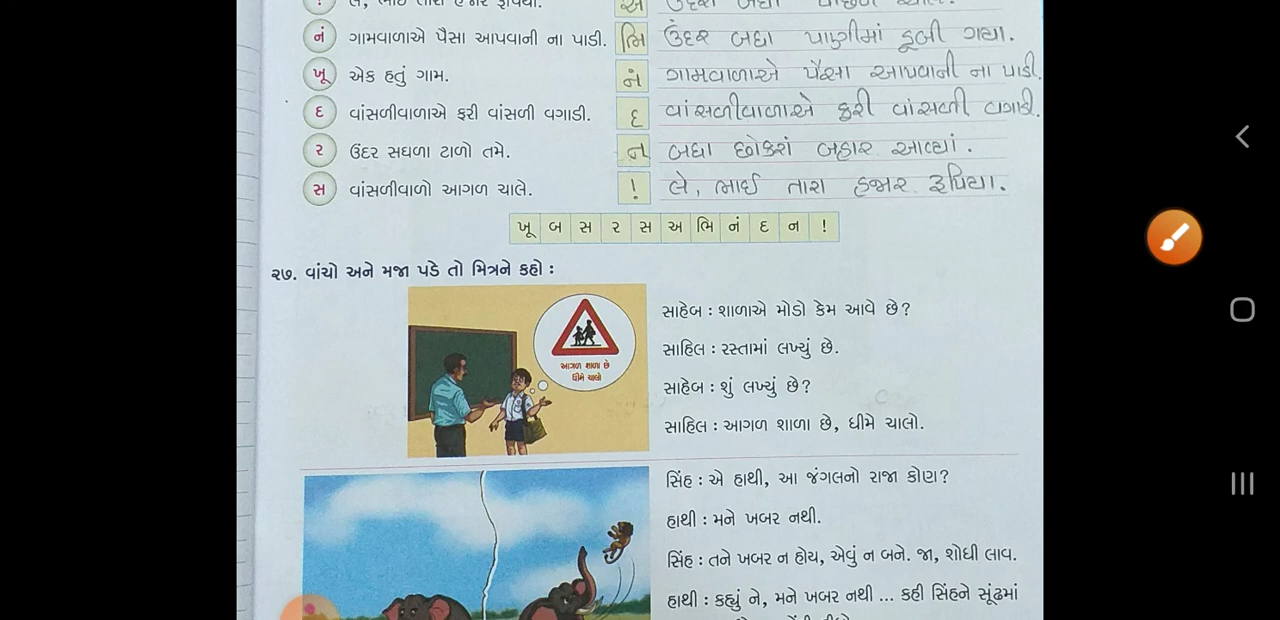 નં ગામવાળાએ પૈસા આપવાની ના પાડી. ભિ ઉંદર બધા પાણીમાં ડૂબી ગયા.
ખૂ એક હતું ગામ. નં ગામવાળાએ પૈસા આપવાની ના પાડી.
દ વાંસળીવાળાએ ફરી વાંસળી વગાડી. દ વાંસળીવાળાએ ફરી વાંસળી વગાડી.
ર ઉંદર સઘળા ટાળો તમે. ન બધા છોકરાં બહાર આવ્યાં.
સ વાંસળીવાળો આગળ ચાલે. ! લે, ભાઈ તારા હજાર રૂપિયા.
ખૂ બ સ ર સ અ ભિ નં દ ન !
૨૭. વાંચો અને મજા પડે તો મિત્રને કહો :
આગળ શાળા છે
ધીમે ચાલો
સાહેબ : શાળાએ મોડો કેમ આવે છે?
સાહિલ : રસ્તામાં લખ્યું છે.
સાહેબ : શું લખ્યું છે?
સાહિલ : આગળ શાળા છે, ધીમે ચાલો.
સિંહ : એ હાથી, આ જંગલનો રાજા કોણ?
હાથી : મને ખબર નથી.
સિંહ : તને ખબર ન હોય, એવું ન બને. જા, શોધી લાવ.
હાથી : કહ્યું ને, મને ખબર નથી ... કહી સિંહને સૂંઢમાં